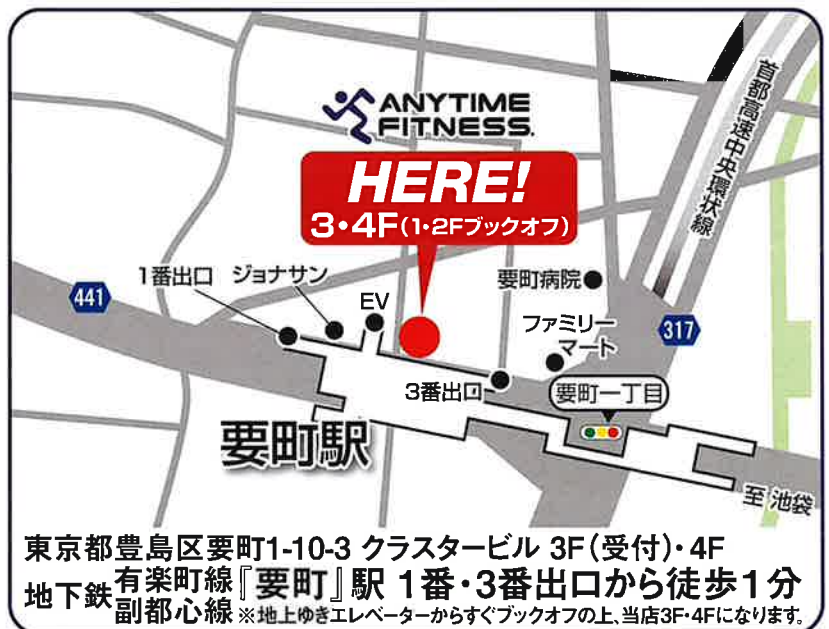 ANYTIME
FITNESS.
HERE!
3・4F(1・2Fブックオフ)
首都高速中央環状線
1番出口
ジョナサン
EV
要町病院
441
317
ファミリー
マート
3番出口
要町一丁目
要町駅
至 池袋
東京都豊島区要町1-10-3 クラスタービル 3F(受付)・4F
地下鉄 有楽町線 副都心線 『要町』駅 1番・3番出口から徒歩1分
※地上ゆきエレベーターからすぐブックオフの上、当店3F・4Fになります。